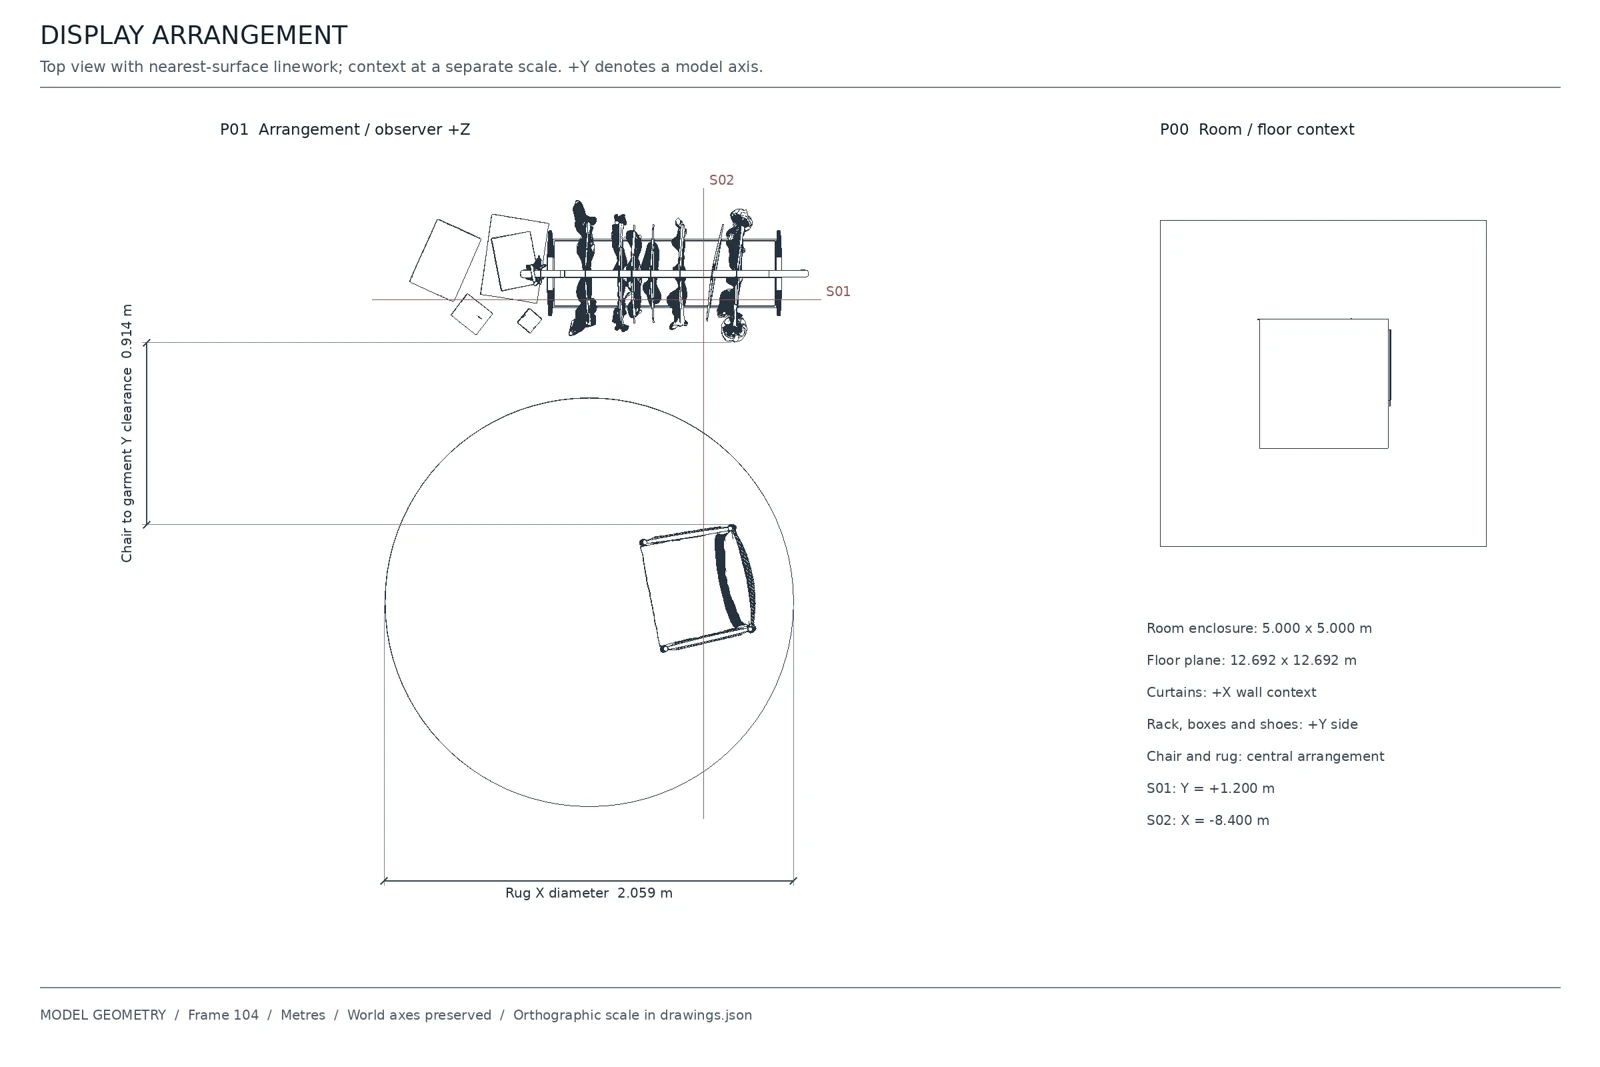 DISPLAY ARRANGEMENT
Top view with nearest-surface linework; context at a separate scale. +Y denotes a model axis.
P01 Arrangement / observer +Z
P00 Room / floor context
S02
S01
Chair to garment Y clearance 0.914 m
Rug X diameter 2.059 m
Room enclosure: 5.000 x 5.000 m
Floor plane: 12.692 x 12.692 m
Curtains: +X wall context
Rack, boxes and shoes: +Y side
Chair and rug: central arrangement
S01: Y = +1.200 m
S02: X = -8.400 m
MODEL GEOMETRY / Frame 104 / Metres / World axes preserved / Orthographic scale in drawings.json